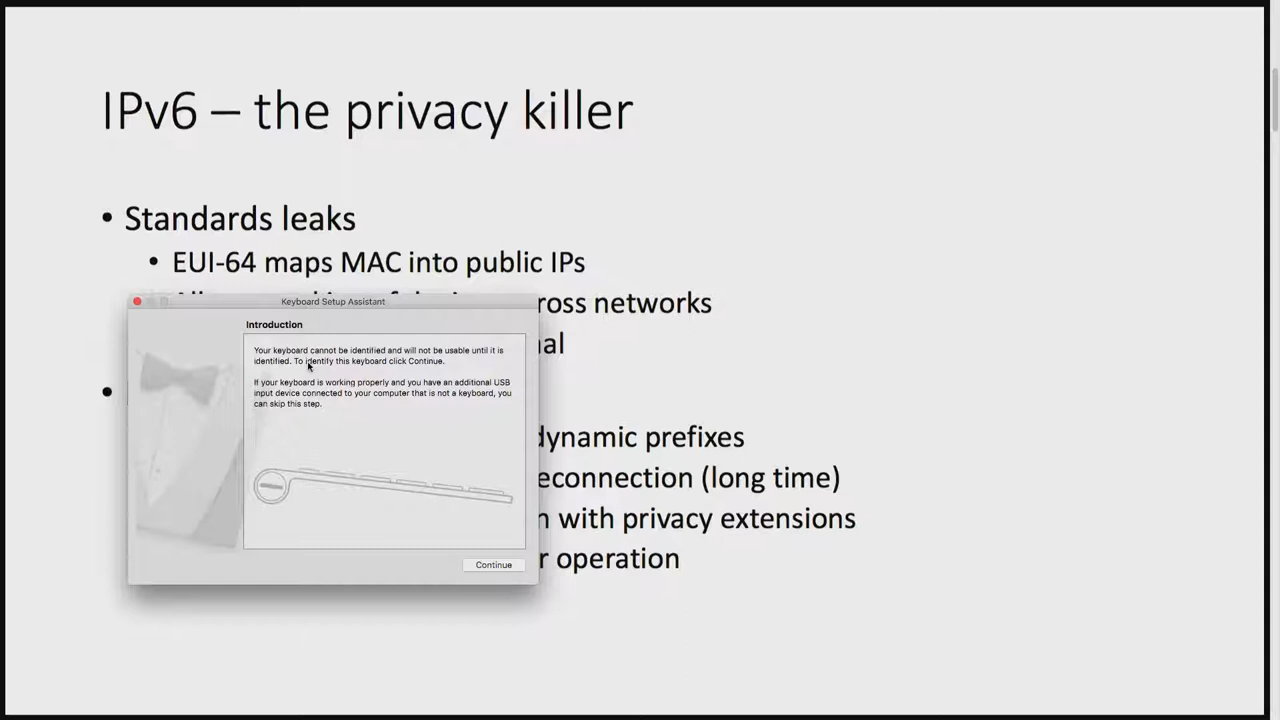 IPv6 – the privacy killer
• Standards leaks
• EUI-64 maps MAC into public IPs
across networks
Keyboard Setup Assistant
Introduction
Your keyboard cannot be identified and will not be usable until it is
identified. To identify this keyboard click Continue.
If your keyboard is working properly and you have an additional USB
input device connected to your computer that is not a keyboard, you
can skip this step.
Continue
•
dynamic prefixes
(long time)
with privacy extensions
operation